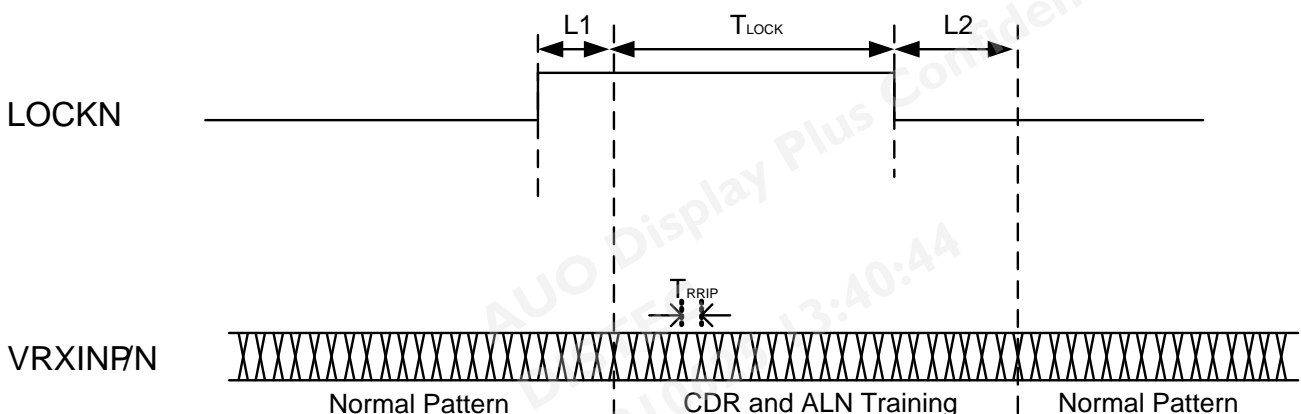 L1 TLOCK L2
LOCKN
AUO Display Plus Confiden
TRRIP
13:40:44
VRXINP/N
Normal Pattern CDR and ALN Training Normal Pattern